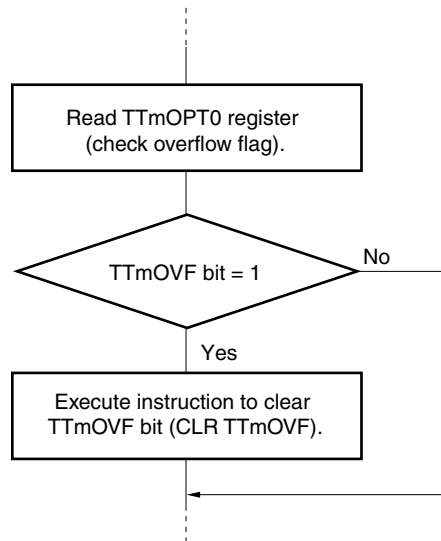 Read TTmOPT0 register
(check overflow flag).
TTmOVF bit = 1
No
Yes
Execute instruction to clear
TTmOVF bit (CLR TTmOVF).